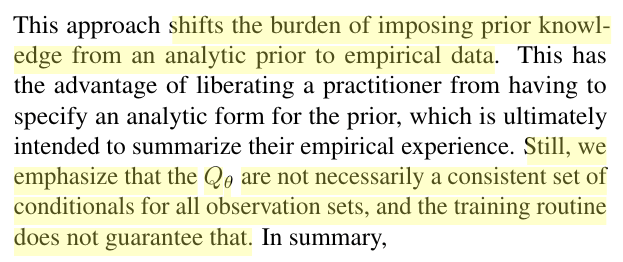 This approach shifts the burden of imposing prior knowl-
edge from an analytic prior to empirical data. This has
the advantage of liberating a practitioner from having to
specify an analytic form for the prior, which is ultimately
intended to summarize their empirical experience. Still, we
emphasize that the Qθ are not necessarily a consistent set of
conditionals for all observation sets, and the training routine
does not guarantee that. In summary,